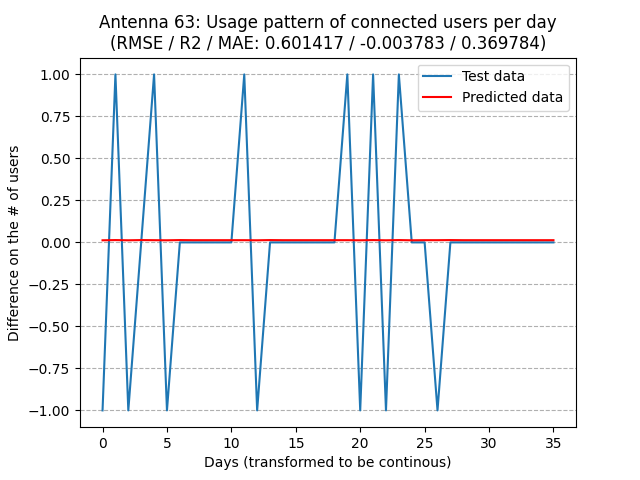 Antenna 63: Usage pattern of connected users per day
(RMSE / R2 / MAE: 0.601417 / -0.003783 / 0.369784)
Test data
Predicted data
1.00
0.75
0.50
0.25
0.00
−0.25
−0.50
−0.75
−1.00
Difference on the # of users
0 5 10 15 20 25 30 35
Days (transformed to be continous)